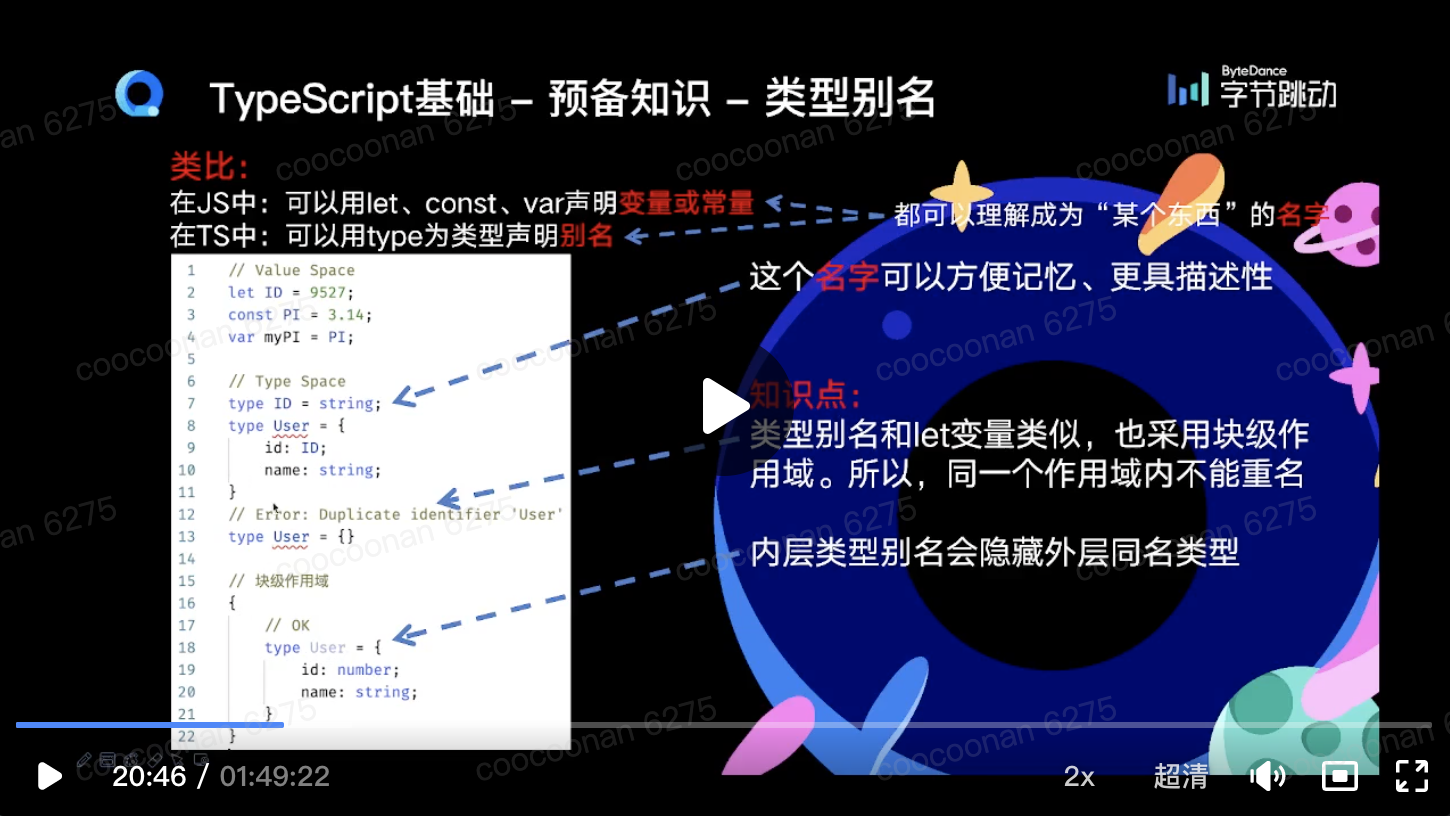 TypeScript基础 – 预备知识 – 类型别名
ByteDance
字节跳动
类比：
在JS中：可以用let、const、var声明变量或常量
在TS中：可以用type为类型声明别名
都可以理解成为“某个东西”的名字
这个名字可以方便记忆、更具描述性
1 // Value Space
2 let ID = 9527;
3 const PI = 3.14;
4 var myPI = PI;
5
6 // Type Space
7 type ID = string;
8 type User = {
9 id: ID;
10 name: string;
11 }
12 // Error: Duplicate identifier 'User'
13 type User = {}
14
15 // 块级作用域
16 {
17 // OK
18 type User = {
19 id: number;
20 name: string;
21 }
22 }
知识点：
类型别名和let变量类似，也采用块级作
用域。所以，同一个作用域内不能重名
内层类型别名会隐藏外层同名类型
coocoonan 6275
20:46 / 01:49:22
2x
超清